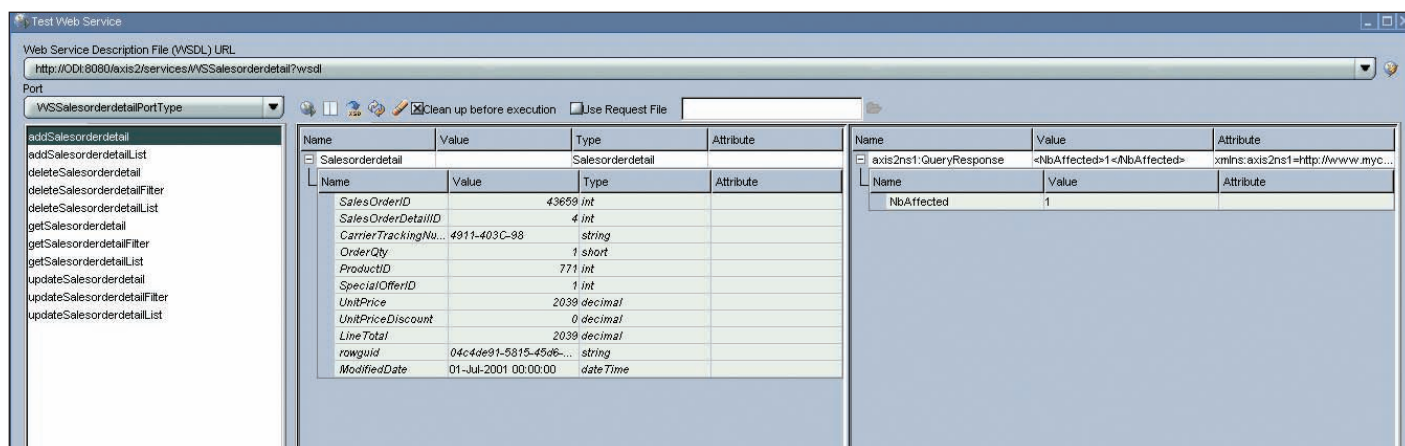 Test Web Service
Web Service Description File (WSDL) URL
http://ODI:8080/axis2/services/WSSalesorderdetail?wsdl
Port
WSSalesorderdetailPortType
Clean up before execution
Use Request File
addSalesorderdetail
addSalesorderdetailList
deleteSalesorderdetail
deleteSalesorderdetailFilter
deleteSalesorderdetailList
getSalesorderdetail
getSalesorderdetailFilter
getSalesorderdetailList
updateSalesorderdetail
updateSalesorderdetailFilter
updateSalesorderdetailList
Name Value Type Attribute
Salesorderdetail Salesorderdetail
Name Value Type Attribute
SalesOrderID 43659 int
SalesOrderDetailID 4 int
CarrierTrackingNu... 4911-403C-98 string
OrderQty 1 short
ProductID 771 int
SpecialOfferID 1 int
UnitPrice 2039 decimal
UnitPriceDiscount 0 decimal
LineTotal 2039 decimal
rowguid 04c4de91-5815-45d6-... string
ModifiedDate 01-Jul-2001 00:00:00 dateTime
Name Value Attribute
axis2ns1:QueryResponse <NbAffected>1</NbAffected> xmlns:axis2ns1=http://www.myc...
Name Value Attribute
NbAffected 1